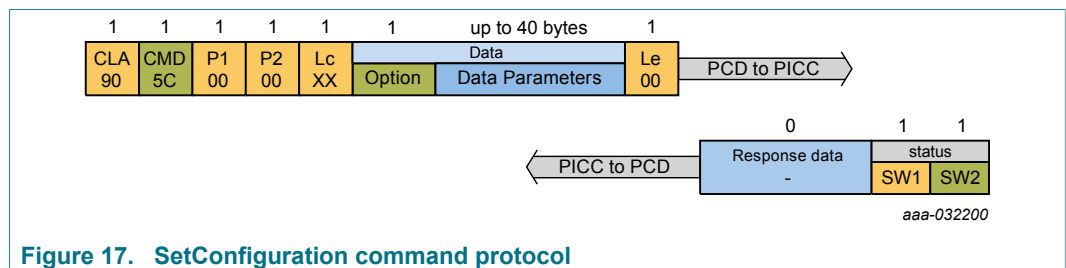 1 1 1 1 1 1 up to 40 bytes 1
CLA CMD P1 P2 Lc Data Le
90 5C 00 00 XX Option Data Parameters 00
PCD to PICC
0 1 1
Response data status
- SW1 SW2
PICC to PCD
aaa-032200
Figure 17. SetConfiguration command protocol